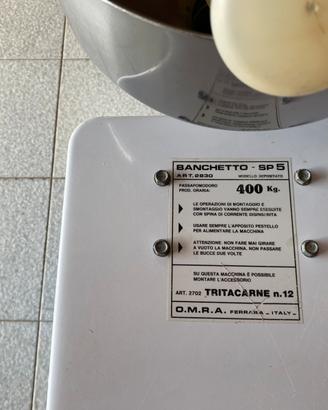 BANCHETTO - SP 5
ART. 2830 MODELLO DEPOSITATO
PASSAPOMODORO
PROD. ORARIA: 400 Kg.
LE OPERAZIONI DI MONTAGGIO E
SMONTAGGIO VANNO SEMPRE ESEGUITE
CON SPINA DI CORRENTE DISINSERITA
USARE SEMPRE L'APPOSITO PESTELLO
PER ALIMENTARE LA MACCHINA
ATTENZIONE: NON FARE MAI GIRARE
A VUOTO LA MACCHINA. NON PASSARE
LE BUCCE DUE VOLTE
SU QUESTA MACCHINA È POSSIBILE
MONTARE L'ACCESSORIO
ART. 2702 TRITACARNE n.12
O.M.R.A. FERRARA - ITALY -